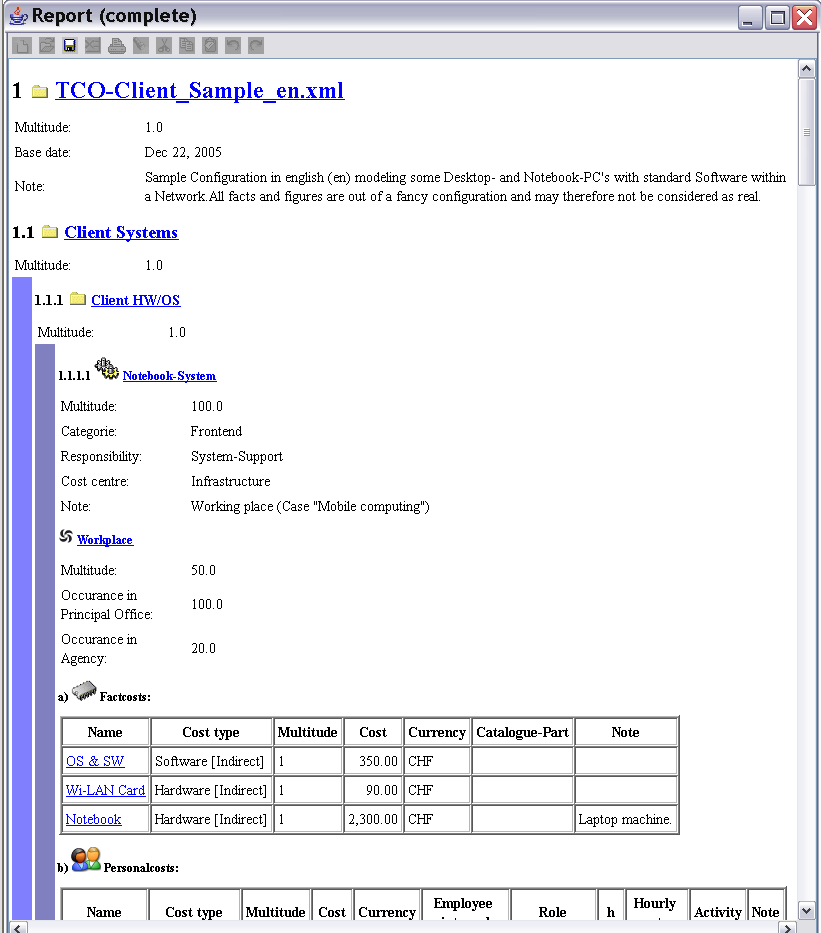 Report (complete)
1 TCO-Client_Sample_en.xml
Multitude: 1.0
Base date: Dec 22, 2005
Note: Sample Configuration in english (en) modeling some Desktop- and Notebook-PC's with standard Software within
a Network.All facts and figures are out of a fancy configuration and may therefore not be considered as real.
1.1 Client Systems
Multitude: 1.0
1.1.1 Client HW/OS
Multitude: 1.0
1.1.1.1 Notebook-System
Multitude: 100.0
Categorie: Frontend
Responsibility: System-Support
Cost centre: Infrastructure
Note: Working place (Case "Mobile computing")
Workplace
Multitude: 50.0
Occurance in
Principal Office: 100.0
Occurance in
Agency: 20.0
a) Factcosts:
Name Cost type Multitude Cost Currency Catalogue-Part Note
OS & SW Software [Indirect] 1 350.00 CHF
Wi-LAN Card Hardware [Indirect] 1 90.00 CHF
Notebook Hardware [Indirect] 1 2,300.00 CHF Laptop machine.
b) Personalcosts:
Name Cost type Multitude Cost Currency Employee Role h Hourly Activity Note